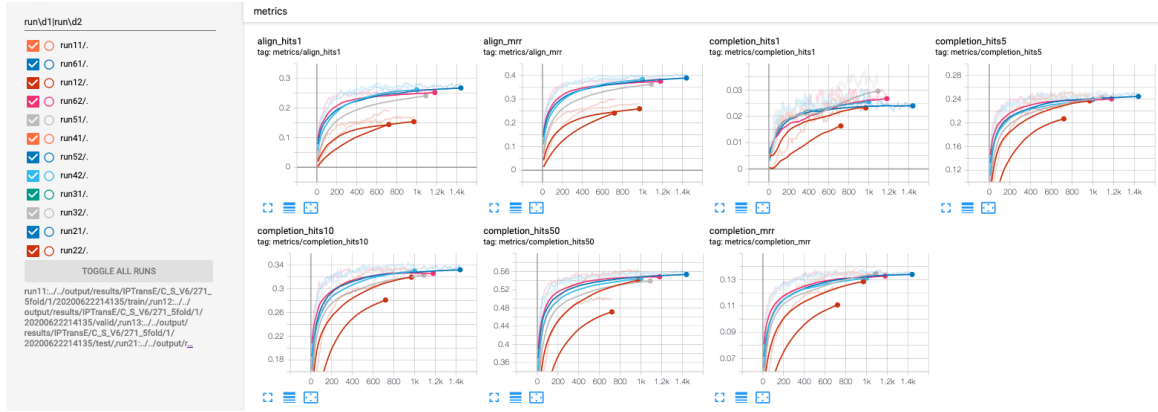 run\d1|run\d2
run11/.
run61/.
run12/.
run62/.
run51/.
run41/.
run52/.
run42/.
run31/.
run32/.
run21/.
run22/.
TOGGLE ALL RUNS
run11:../../output/results/IPTransE/C_S_V6/271_
5fold/1/20200622214135/train/,run12:../../
output/results/IPTransE/C_S_V6/271_5fold/1/
20200622214135/valid/,run13:../../output/
results/IPTransE/C_S_V6/271_5fold/1/
20200622214135/test/,run21:../../output/r…
metrics
align_hits1
tag: metrics/align_hits1
0.3
0.2
0.1
0
0 200 400 600 800 1k 1.2k 1.4k
align_mrr
tag: metrics/align_mrr
0.4
0.3
0.2
0.1
0
0 200 400 600 800 1k 1.2k 1.4k
completion_hits1
tag: metrics/completion_hits1
0.03
0.02
0.01
0
0 200 400 600 800 1k 1.2k 1.4k
completion_hits5
tag: metrics/completion_hits5
0.28
0.24
0.2
0.16
0.12
0 200 400 600 800 1k 1.2k 1.4k
completion_hits10
tag: metrics/completion_hits10
0.34
0.3
0.26
0.22
0.18
0 200 400 600 800 1k 1.2k 1.4k
completion_hits50
tag: metrics/completion_hits50
0.56
0.52
0.48
0.44
0.4
0.36
0 200 400 600 800 1k 1.2k 1.4k
completion_mrr
tag: metrics/completion_mrr
0.13
0.11
0.09
0.07
0 200 400 600 800 1k 1.2k 1.4k